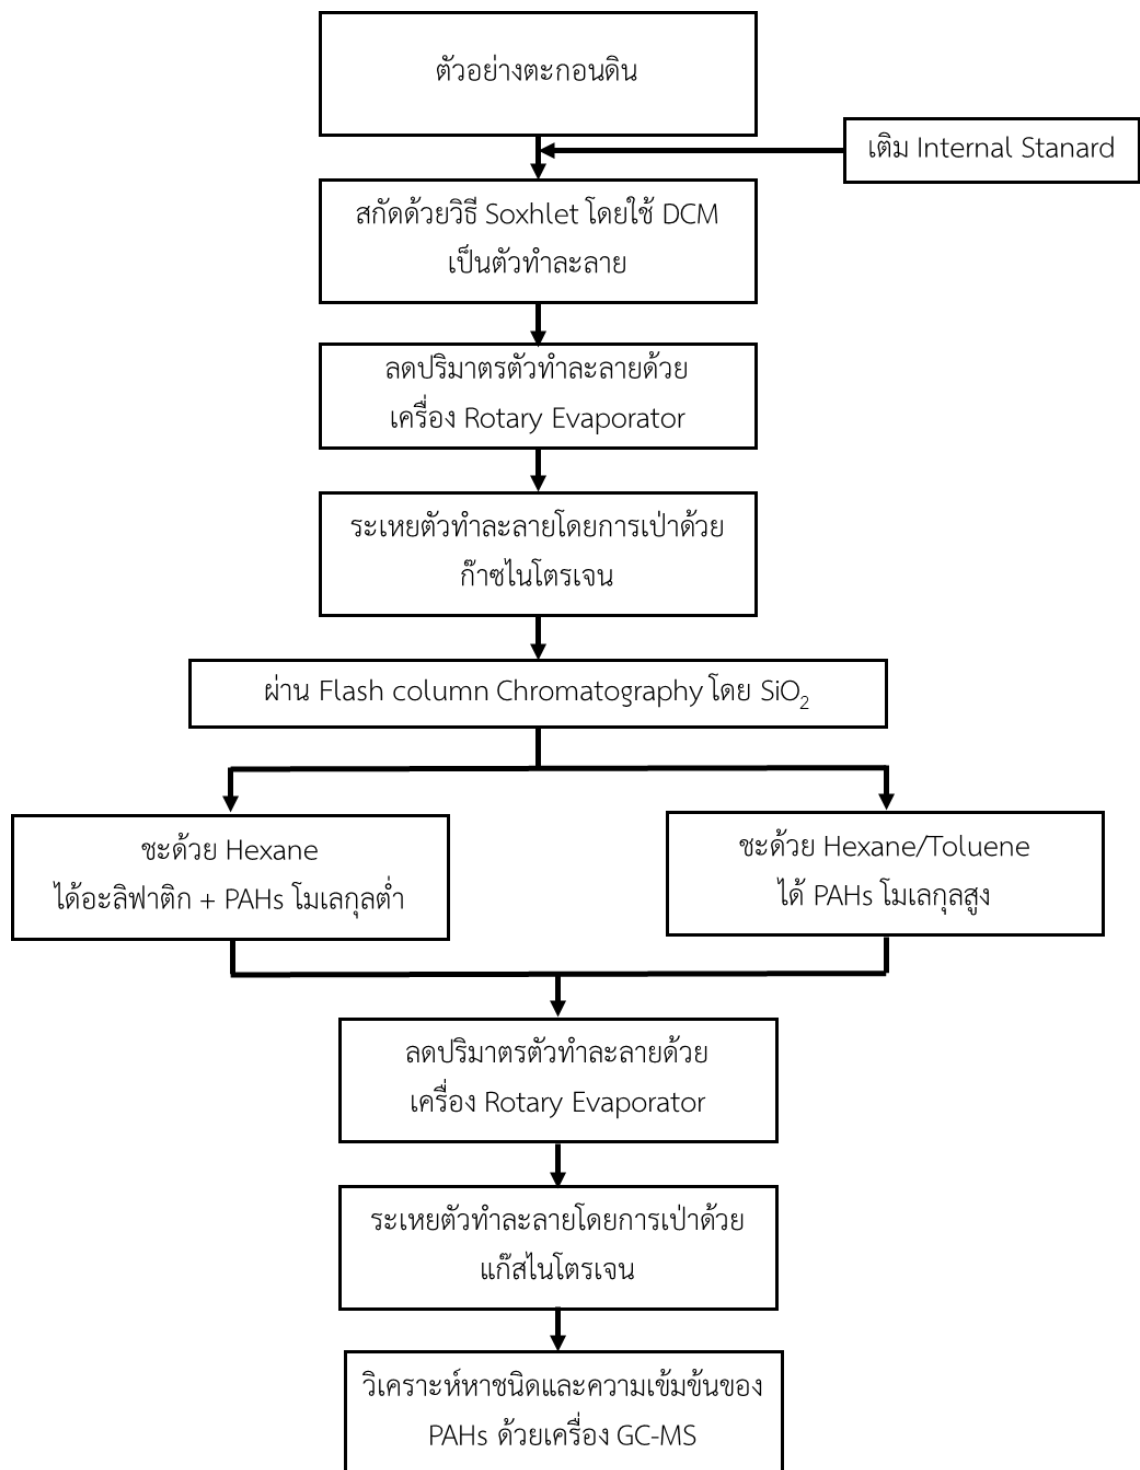 ตัวอย่างตะกอนดิน
เติม Internal Stanard
สกัดด้วยวิธี Soxhlet โดยใช้ DCM
เป็นตัวทำละลาย
ลดปริมาตรตัวทำละลายด้วย
เครื่อง Rotary Evaporator
ระเหยตัวทำละลายโดยการเป่าด้วย
ก๊าซไนโตรเจน
ผ่าน Flash column Chromatography โดย SiO₂
ชะด้วย Hexane
ได้อะลิฟาติก + PAHs โมเลกุลต่ำ
ชะด้วย Hexane/Toluene
ได้ PAHs โมเลกุลสูง
ลดปริมาตรตัวทำละลายด้วย
เครื่อง Rotary Evaporator
ระเหยตัวทำละลายโดยการเป่าด้วย
แก๊สไนโตรเจน
วิเคราะห์หาชนิดและความเข้มข้นของ
PAHs ด้วยเครื่อง GC-MS